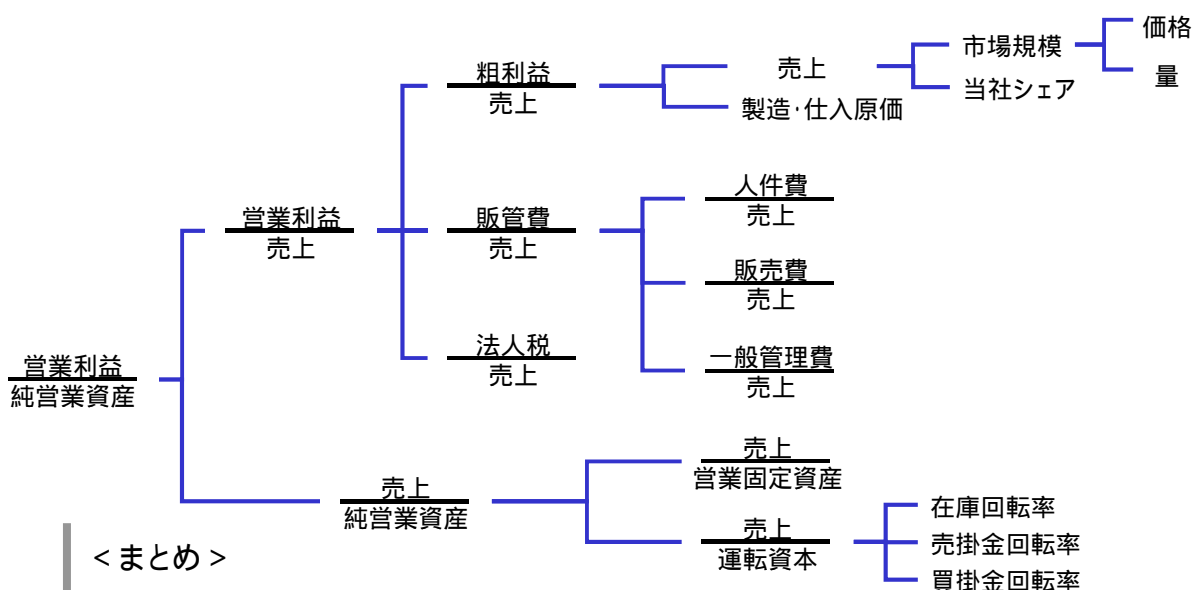 価格
市場規模
量
粗利益
売上
売上
当社シェア
製造・仕入原価
人件費
売上
営業利益
売上
販管費
売上
販売費
売上
法人税
売上
一般管理費
売上
営業利益
純営業資産
売上
営業固定資産
売上
純営業資産
売上
運転資本
在庫回転率
売掛金回転率
買掛金回転率
<まとめ>